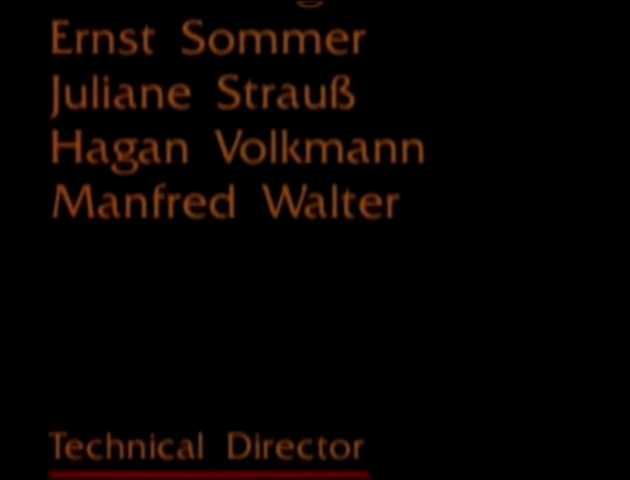 Ernst Sommer
Juliane Strauß
Hagan Volkmann
Manfred Walter
Technical Director